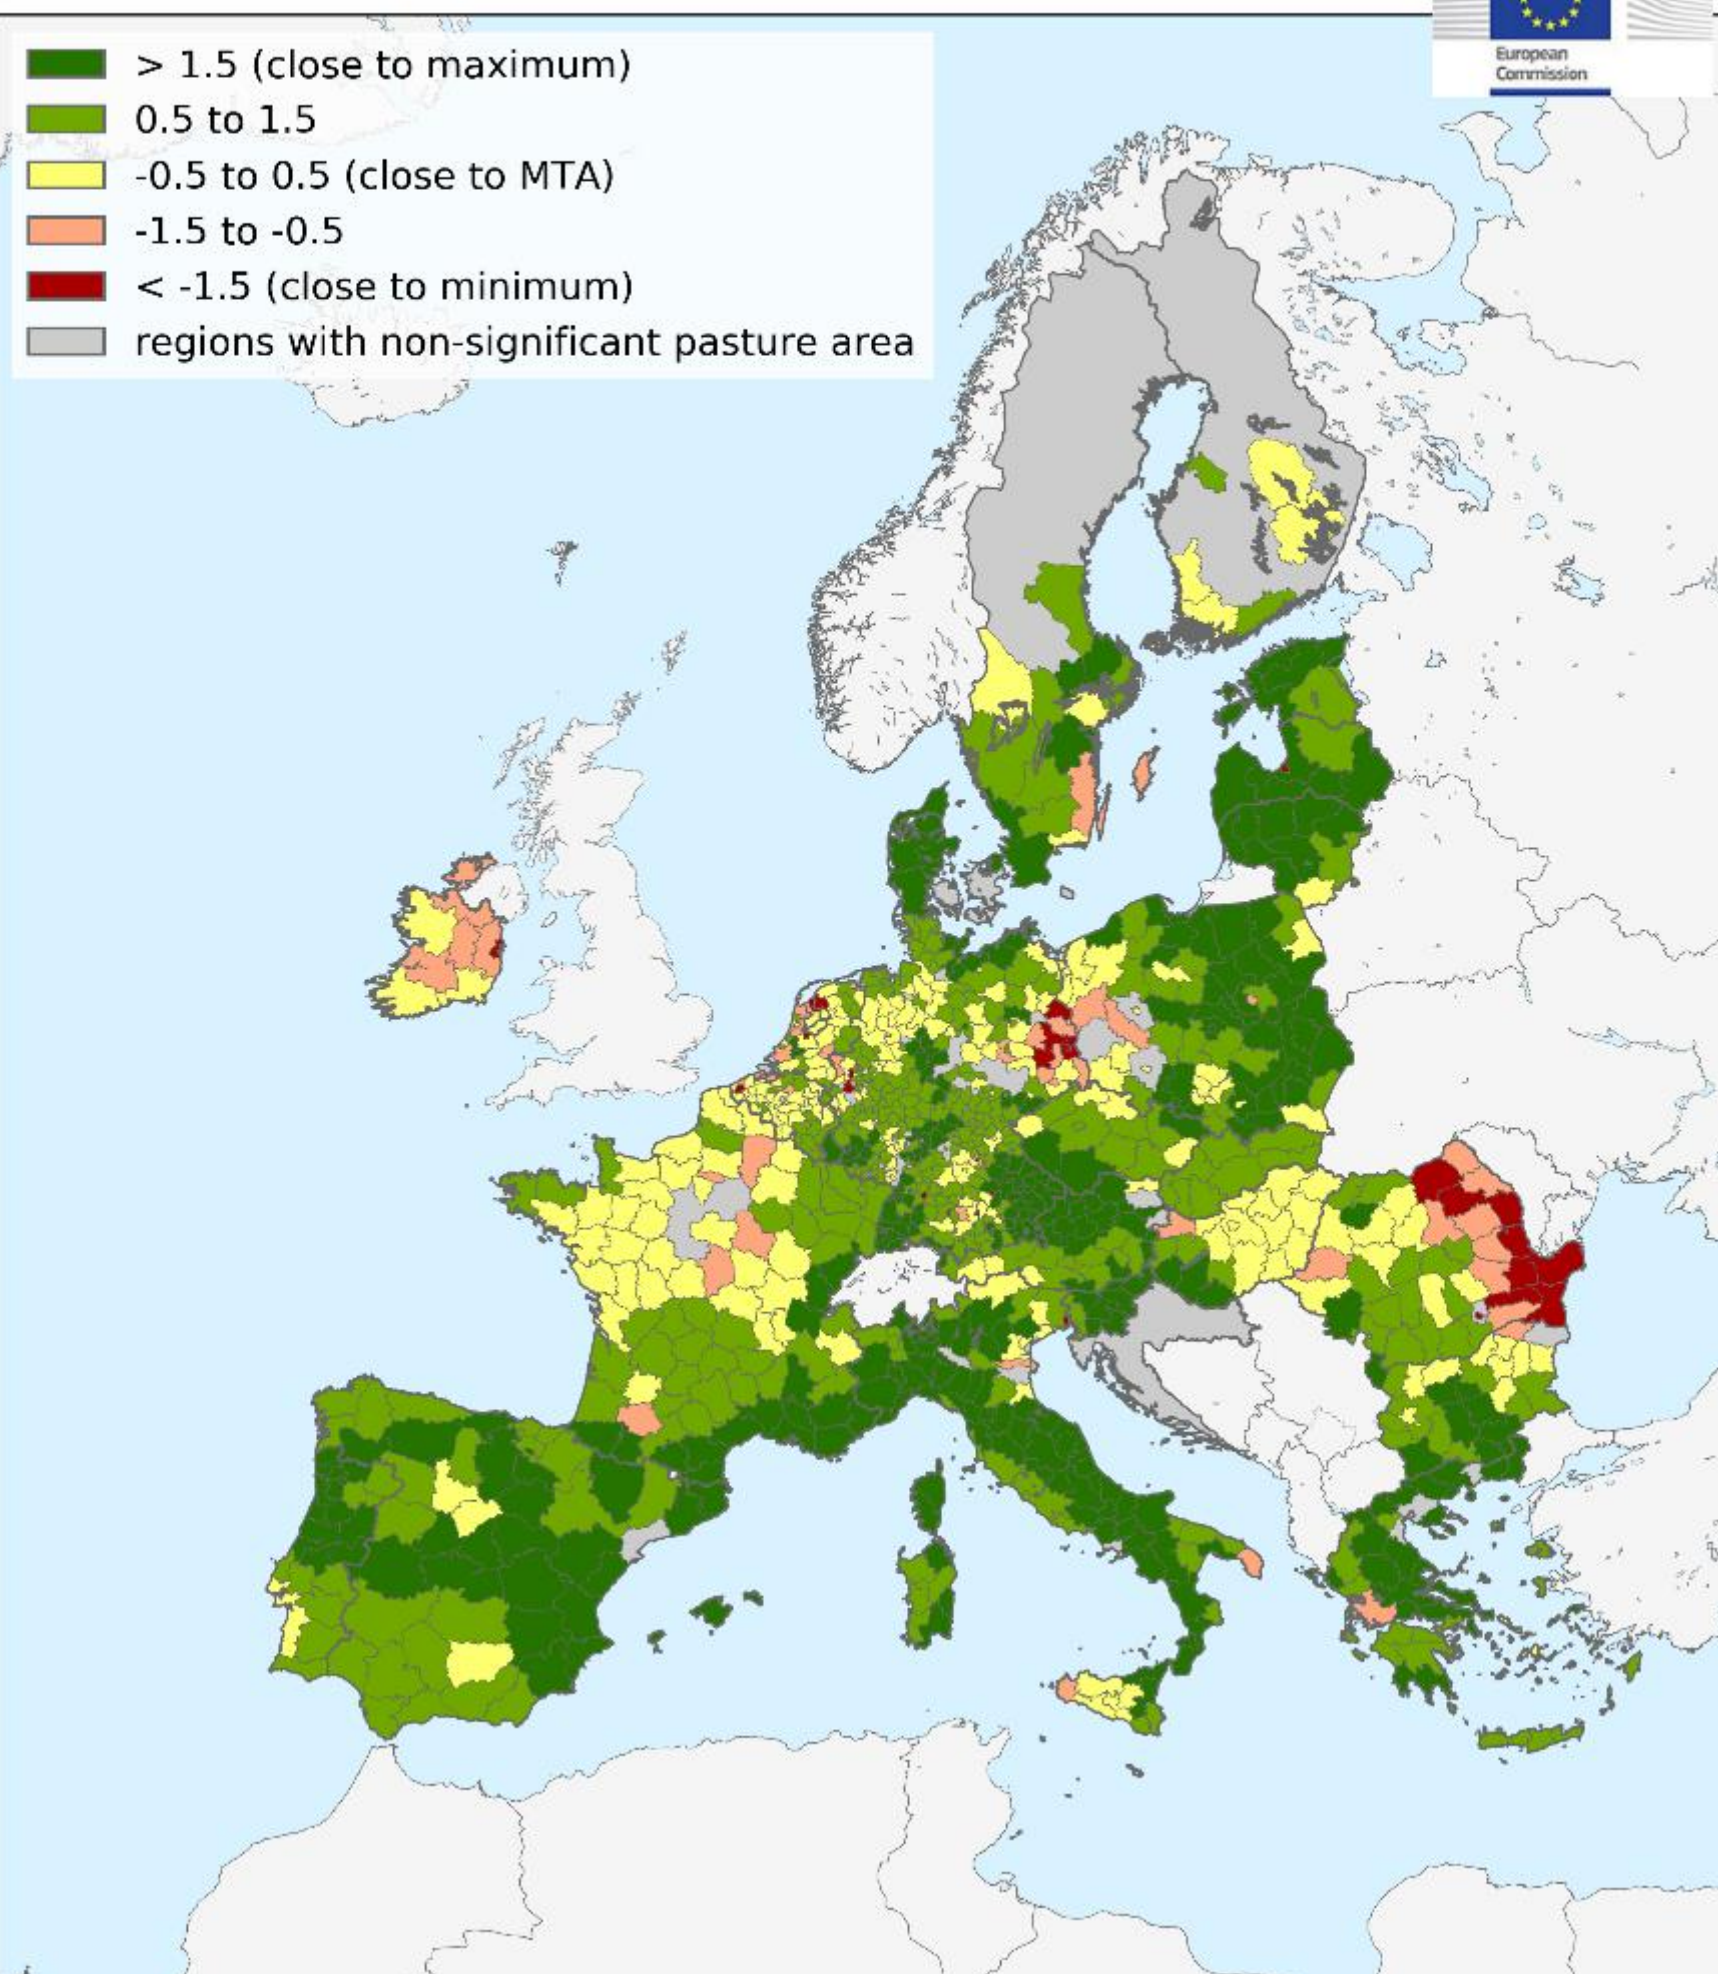 European
Commission
> 1.5 (close to maximum)
0.5 to 1.5
-0.5 to 0.5 (close to MTA)
-1.5 to -0.5
< -1.5 (close to minimum)
regions with non-significant pasture area